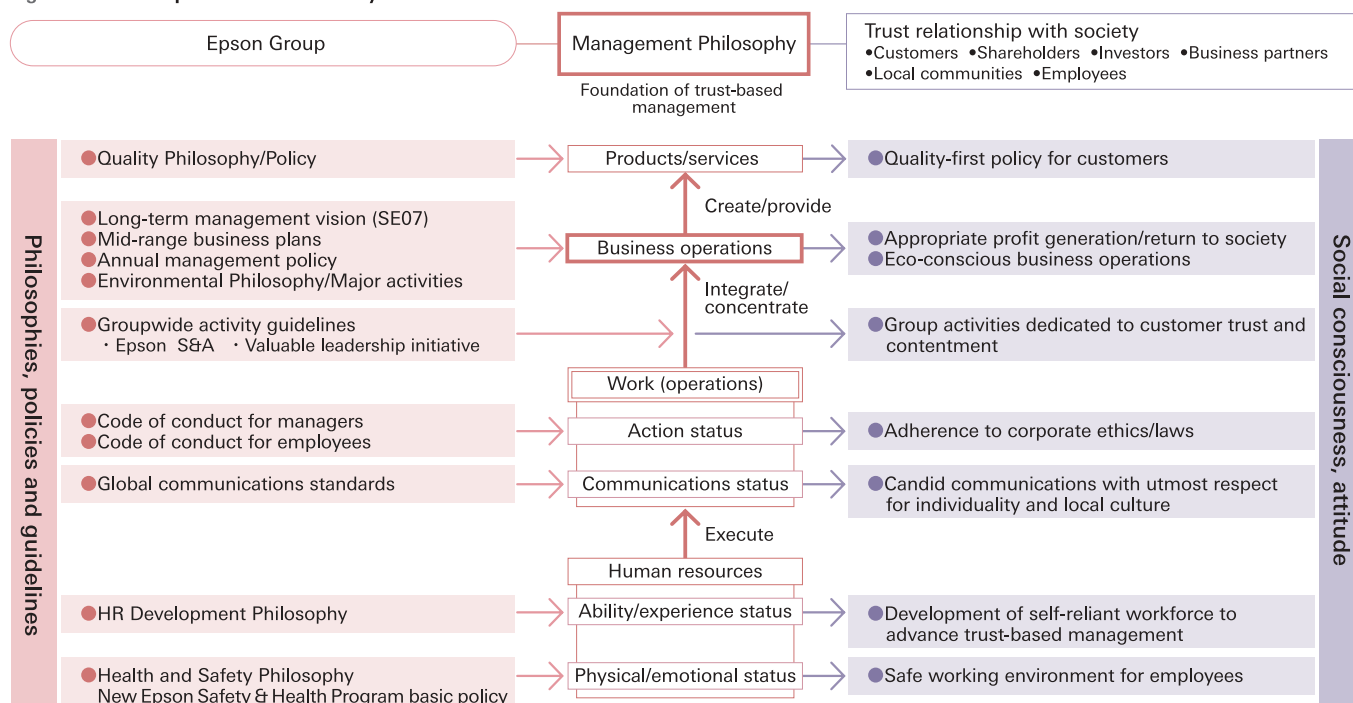 Epson Group
Management Philosophy
Foundation of trust-based
management
Trust relationship with society
•Customers •Shareholders •Investors •Business partners
•Local communities •Employees
Philosophies, policies and guidelines
●Quality Philosophy/Policy
Products/services
●Quality-first policy for customers
Create/provide
●Long-term management vision (SE07)
●Mid-range business plans
●Annual management policy
●Environmental Philosophy/Major activities
Business operations
●Appropriate profit generation/return to society
●Eco-conscious business operations
Integrate/
concentrate
●Groupwide activity guidelines
・Epson S&A ・Valuable leadership initiative
●Group activities dedicated to customer trust and
contentment
Work (operations)
●Code of conduct for managers
●Code of conduct for employees
Action status
●Adherence to corporate ethics/laws
●Global communications standards
Communications status
●Candid communications with utmost respect
for individuality and local culture
Execute
Human resources
●HR Development Philosophy
Ability/experience status
●Development of self-reliant workforce to
advance trust-based management
●Health and Safety Philosophy
New Epson Safety & Health Program basic policy
Physical/emotional status
●Safe working environment for employees
Social consciousness, attitude